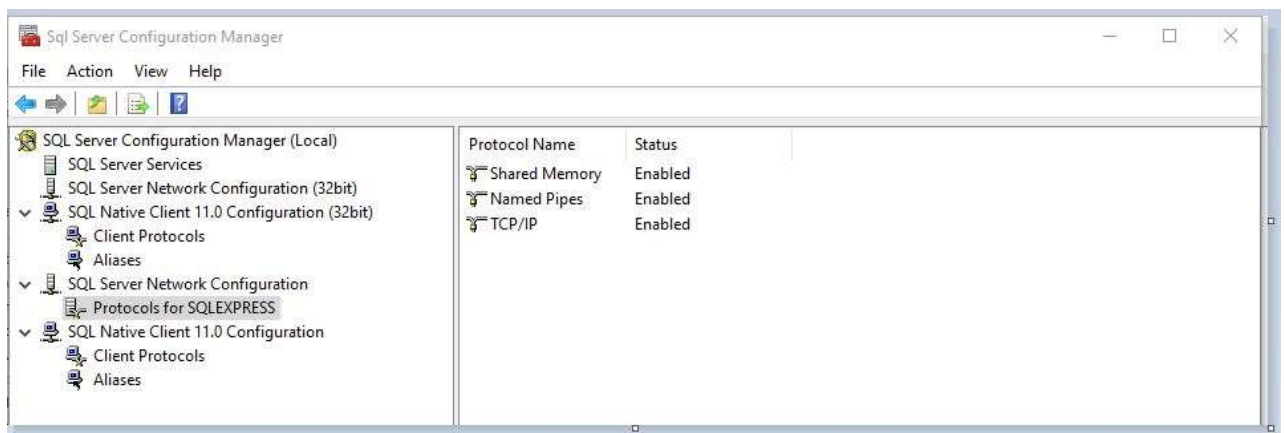 Sql Server Configuration Manager
File Action View Help
SQL Server Configuration Manager (Local)
SQL Server Services
SQL Server Network Configuration (32bit)
SQL Native Client 11.0 Configuration (32bit)
Client Protocols
Aliases
SQL Server Network Configuration
Protocols for SQLEXPRESS
SQL Native Client 11.0 Configuration
Client Protocols
Aliases
Protocol Name Status
Shared Memory Enabled
Named Pipes Enabled
TCP/IP Enabled